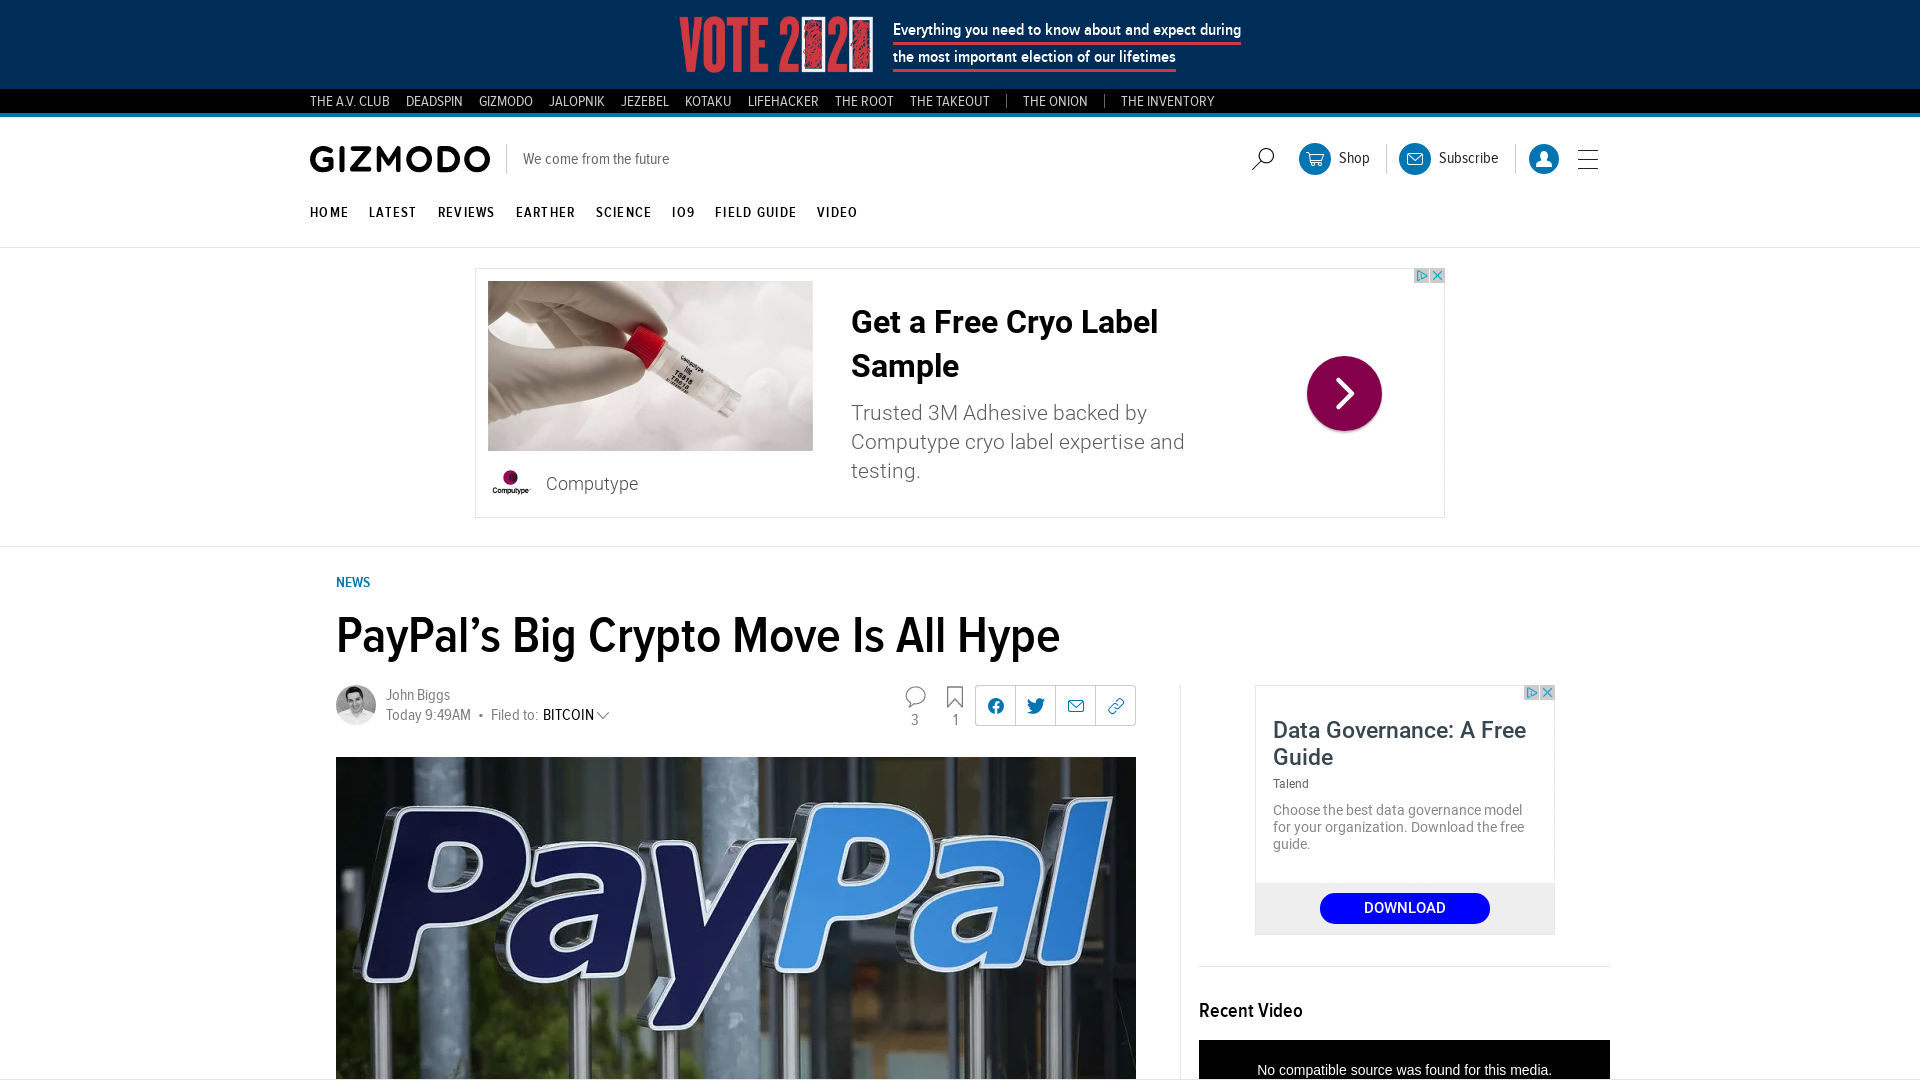 VOTE 2020
Everything you need to know about and expect during
the most important election of our lifetimes
THE A.V. CLUB DEADSPIN GIZMODO JALOPNIK JEZEBEL KOTAKU LIFEHACKER THE ROOT THE TAKEOUT THE ONION THE INVENTORY
GIZMODO We come from the future Shop Subscribe
HOME LATEST REVIEWS EARTHER SCIENCE IO9 FIELD GUIDE VIDEO
Get a Free Cryo Label
Sample
Trusted 3M Adhesive backed by
Computype cryo label expertise and
testing.
Computype
TS618
Computype
Computype
NEWS
PayPal’s Big Crypto Move Is All Hype
John Biggs
Today 9:49AM • Filed to: BITCOIN
3 1
PayPal
Data Governance: A Free
Guide
Talend
Choose the best data governance model
for your organization. Download the free
guide.
DOWNLOAD
Recent Video
No compatible source was found for this media.